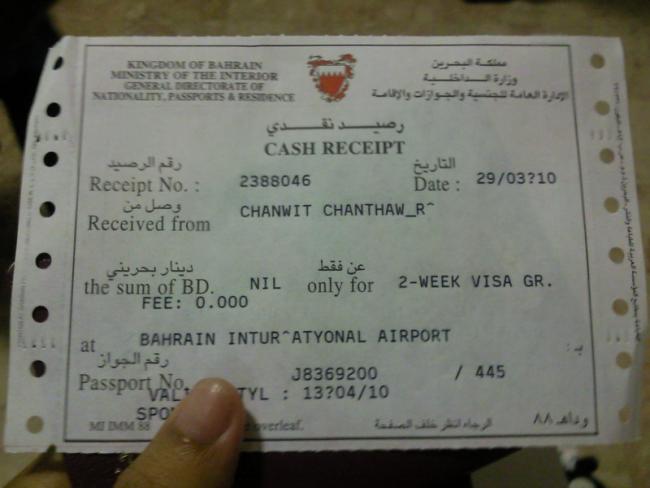 KINGDOM OF BAHRAIN
MINISTRY OF THE INTERIOR
GENERAL DIRECTORATE OF
NATIONALITY, PASSPORTS & RESIDENCE
مملكة البحرين
وزارة الداخلية
الإدارة العامة للجنسية والجوازات والإقامة
رصيد نقدي
CASH RECEIPT
رقم الرصيد
Receipt No. : 2388046
التاريخ
Date : 29/03?10
وصل من
Received from CHANWIT CHANTHAW_R^
دينار بحريني
the sum of BD. NIL
عن فقط
only for 2-WEEK VISA GR.
FEE: 0.000
at BAHRAIN INTUR^ATYONAL AIRPORT
بـ :
رقم الجواز
Passport No. J8369200 / 445
TYL : 13?04/10
MI IMM 88
overleaf.
الرجاء انظر خلف الصفحة